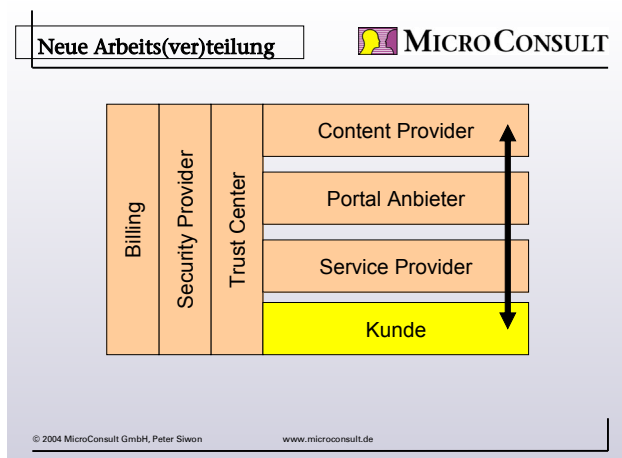 Neue Arbeits(ver)teilung
MICROCONSULT
Billing
Security Provider
Trust Center
Content Provider
Portal Anbieter
Service Provider
Kunde
© 2004 MicroConsult GmbH, Peter Siwon
www.microconsult.de